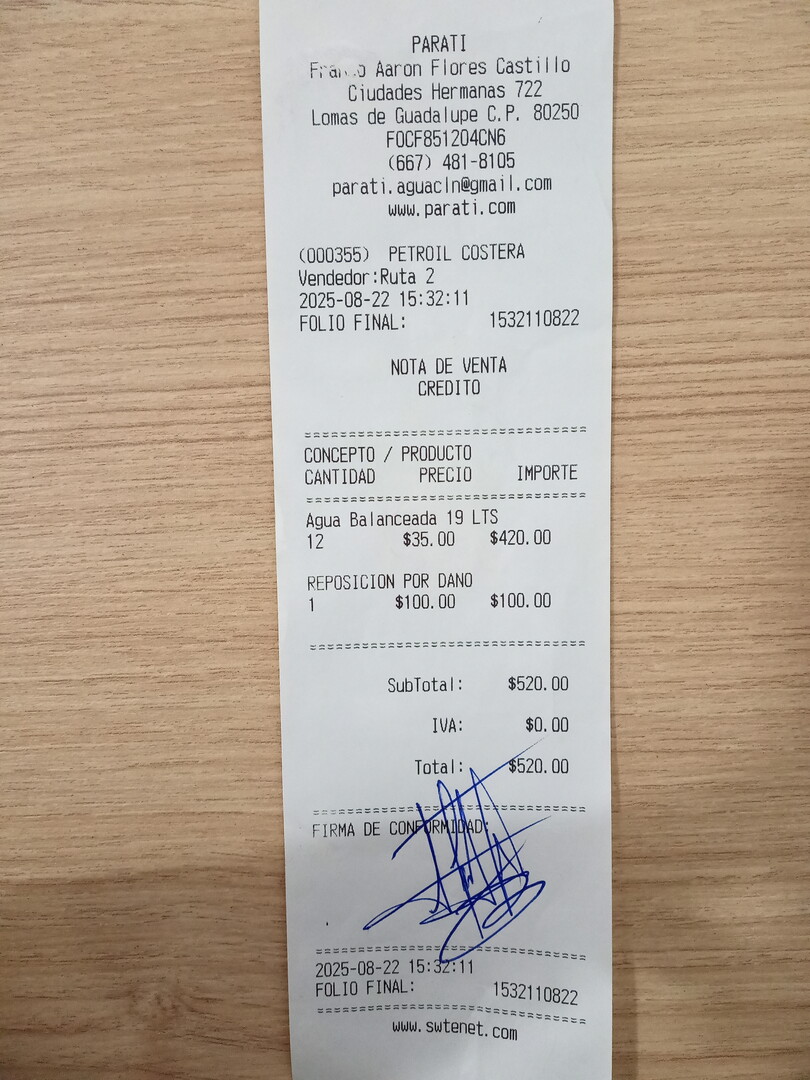 PARATI
Aaron Flores Castillo
Ciudades Hermanas 722
Lomas de Guadalupe C.P. 80250
FOCF851204CN6
(667) 481-8105
parati.aguacln@gmail.com
www.parati.com
(000355) PETROIL COSTERA
Vendedor:Ruta 2
2025-08-22 15:32:11
FOLIO FINAL: 1532110822
NOTA DE VENTA
CREDITO
CONCEPTO / PRODUCTO
CANTIDAD PRECIO IMPORTE
Agua Balanceada 19 LTS
12 $35.00 $420.00
REPOSICION POR DANO
1 $100.00 $100.00
SubTotal: $520.00
IVA: $0.00
Total: $520.00
FIRMA DE CONFORMIDAD:
2025-08-22 15:32:11
FOLIO FINAL: 1532110822
www.swtenet.com